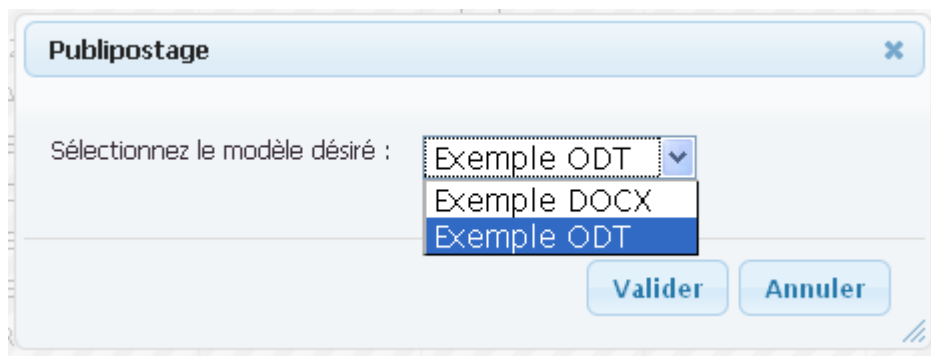 Publipostage
Sélectionnez le modèle désiré :
Exemple ODT
Exemple DOCX
Exemple ODT
Valider
Annuler